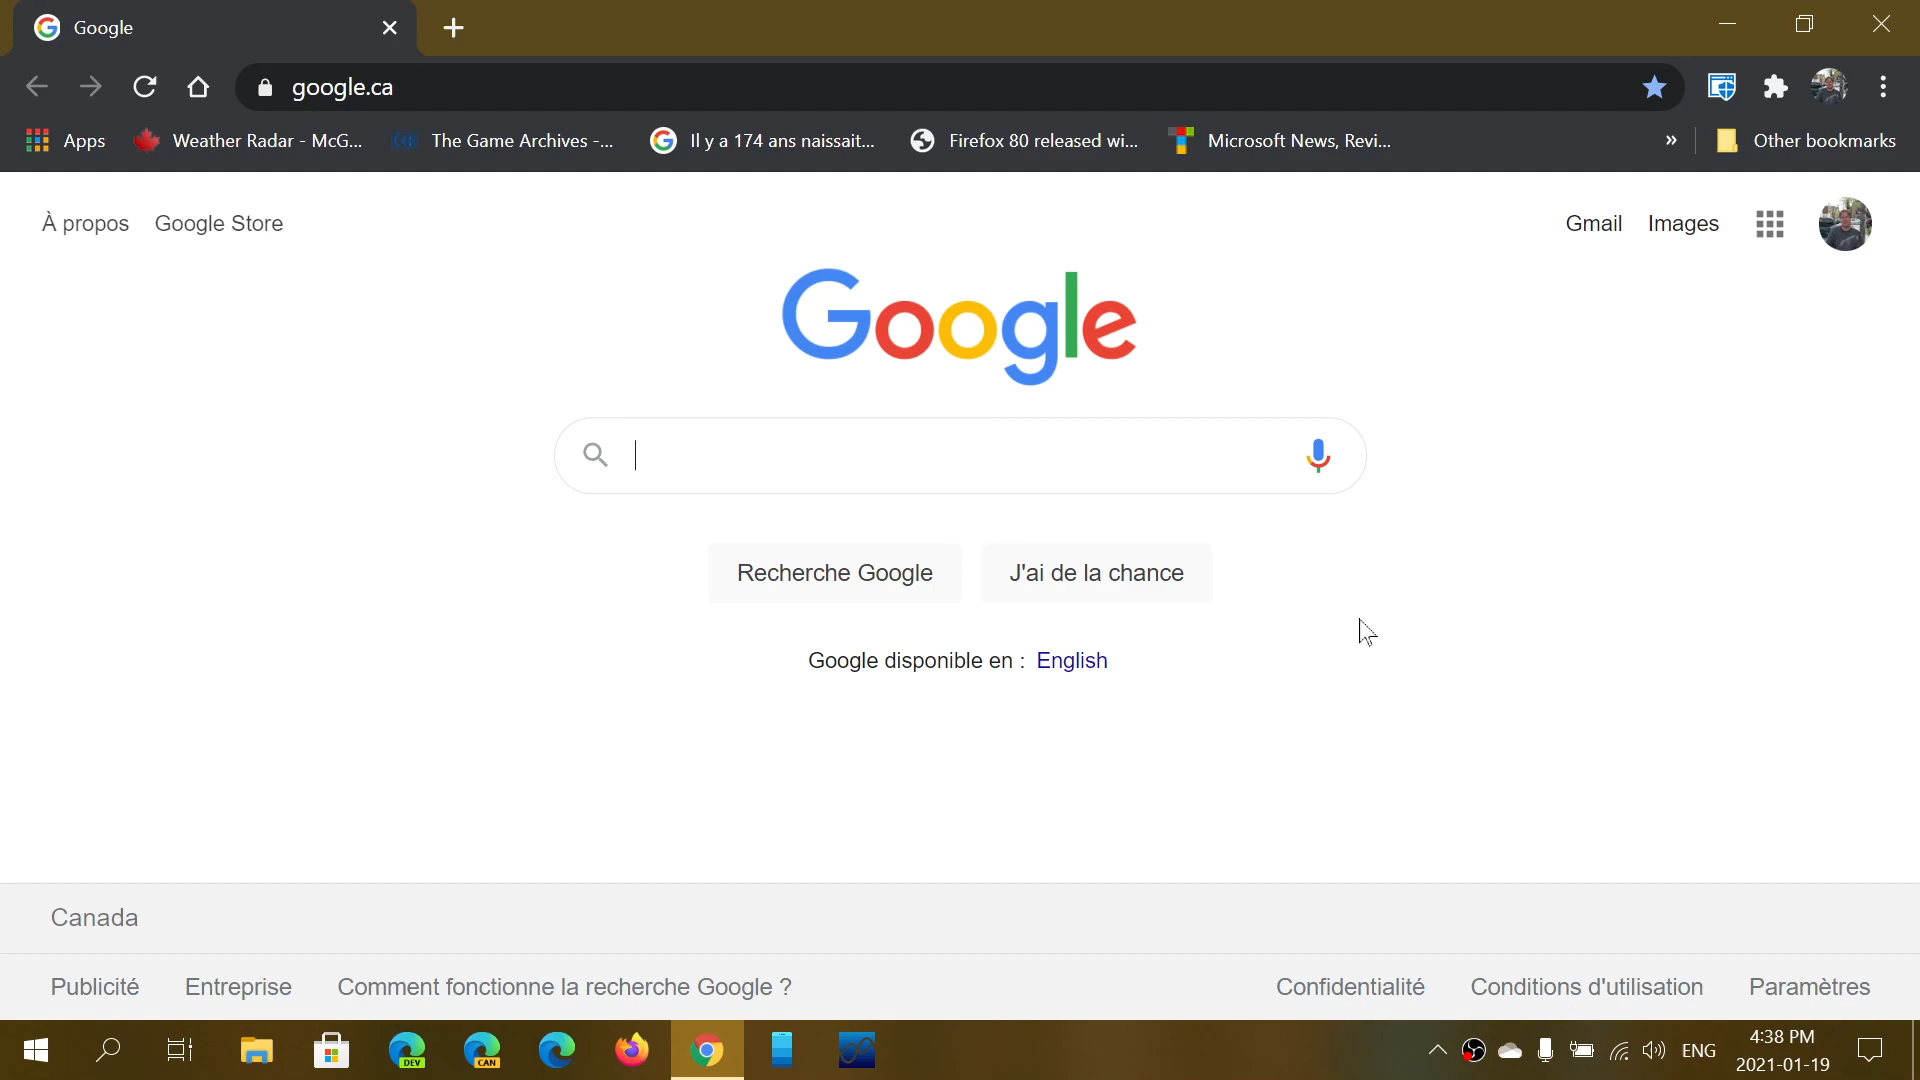 Google
google.ca
Apps Weather Radar - McG... The Game Archives -... Il y a 174 ans naissait... Firefox 80 released wi... Microsoft News, Revi... » Other bookmarks
À propos Google Store Gmail Images
Google
Recherche Google J'ai de la chance
Google disponible en : English
Canada
Publicité Entreprise Comment fonctionne la recherche Google ? Confidentialité Conditions d'utilisation Paramètres
DEV CAN ENG 4:38 PM
2021-01-19